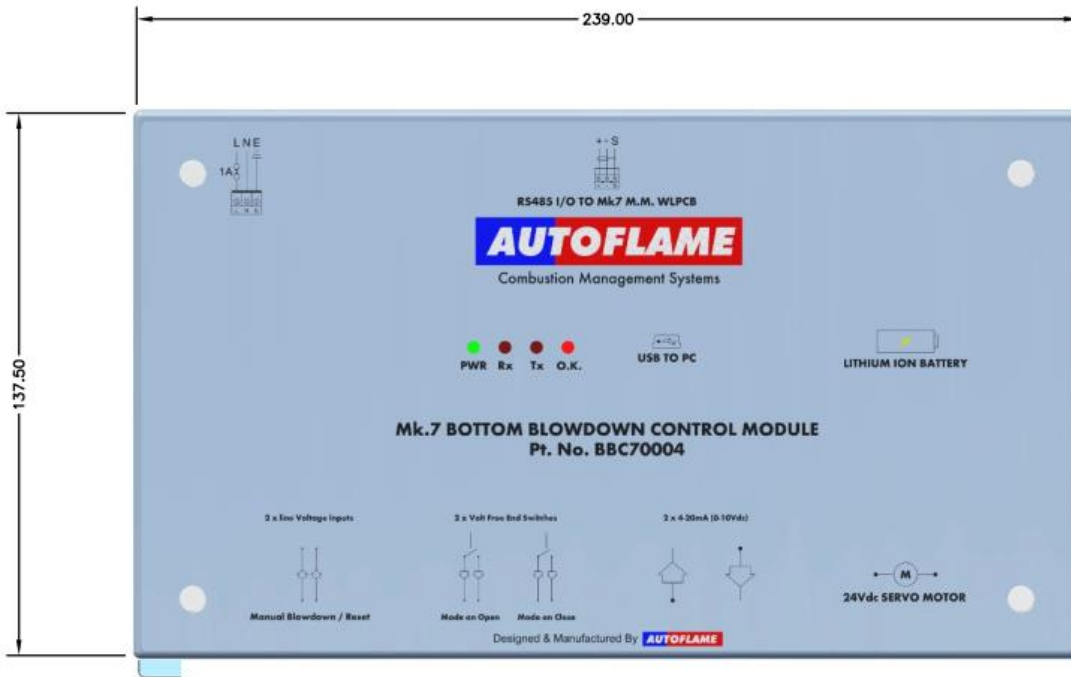 239.00
137.50
L N E
1A
+ - S
RS485 I/O TO Mk7 M.M. WLPCB
AUTOFLAME
Combustion Management Systems
PWR Rx Tx O.K.
USB TO PC
LITHIUM ION BATTERY
Mk.7 BOTTOM BLOWDOWN CONTROL MODULE
Pt. No. BBC70004
2 x line Voltage Inputs
2 x Volt Free End Switches
2 x 4-20mA (0-10Vdc)
M
Manual Blowdown / Reset
Made on Open
Made on Close
24Vdc SERVO MOTOR
Designed & Manufactured By AUTOFLAME